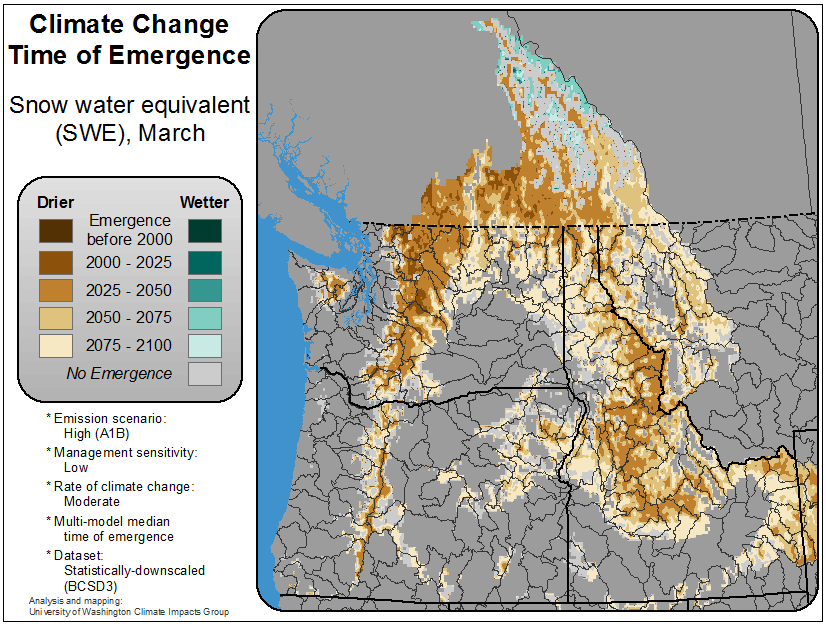 Climate Change
Time of Emergence
Snow water equivalent
(SWE), March
Drier
Wetter
Emergence
before 2000
2000 - 2025
2025 - 2050
2050 - 2075
2075 - 2100
No Emergence
* Emission scenario:
High (A1B)
* Management sensitivity:
Low
* Rate of climate change:
Moderate
* Multi-model median
time of emergence
* Dataset:
Statistically-downscaled
(BCSD3)
Analysis and mapping:
University of Washington Climate Impacts Group